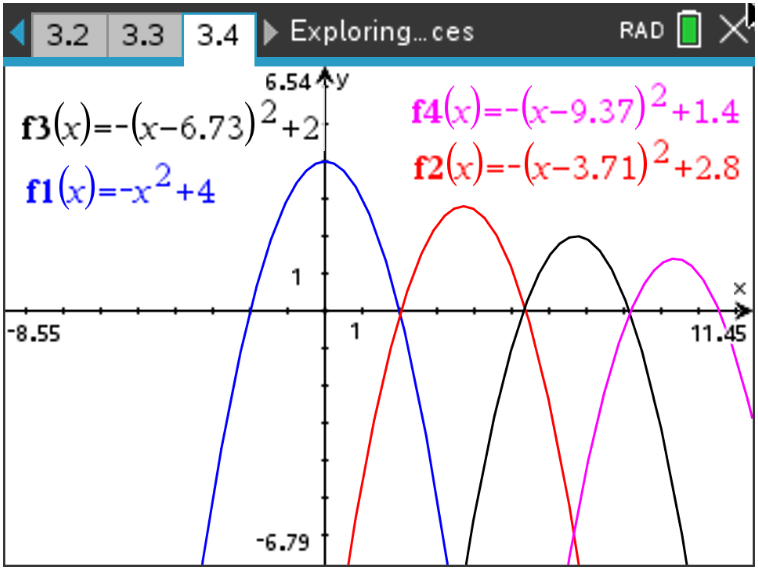 3.2 3.3 3.4 Exploring...ces RAD
6.54 y
f3(x)=-(x-6.73)²+2
f4(x)=-(x-9.37)²+1.4
f1(x)=-x²+4
f2(x)=-(x-3.71)²+2.8
1
x
-8.55
1
11.45
-6.79